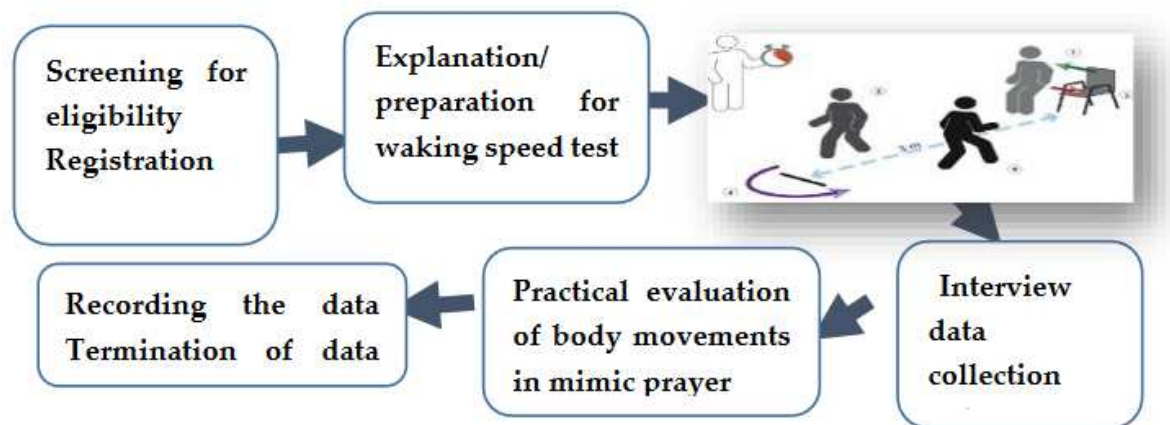 Screening for
eligibility
Registration
Explanation/
preparation for
waking speed test
Interview
data
collection
Practical evaluation
of body movements
in mimic prayer
Recording the data
Termination of data